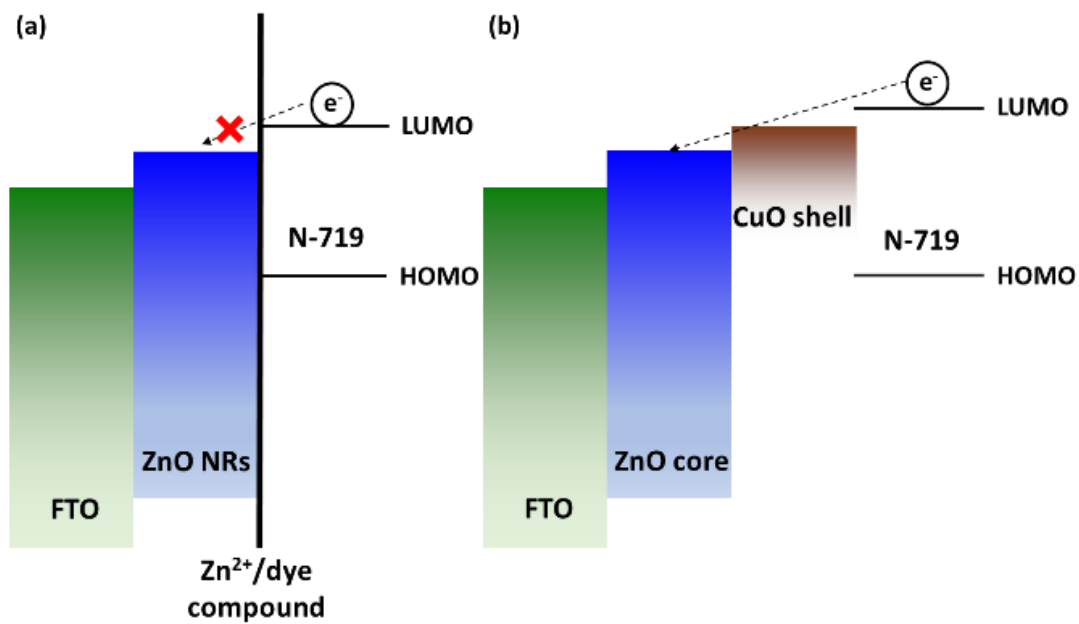 (a)
e⁻
LUMO
N-719
HOMO
ZnO NRs
FTO
Zn²⁺/dye
compound
(b)
e⁻
LUMO
CuO shell
N-719
HOMO
ZnO core
FTO